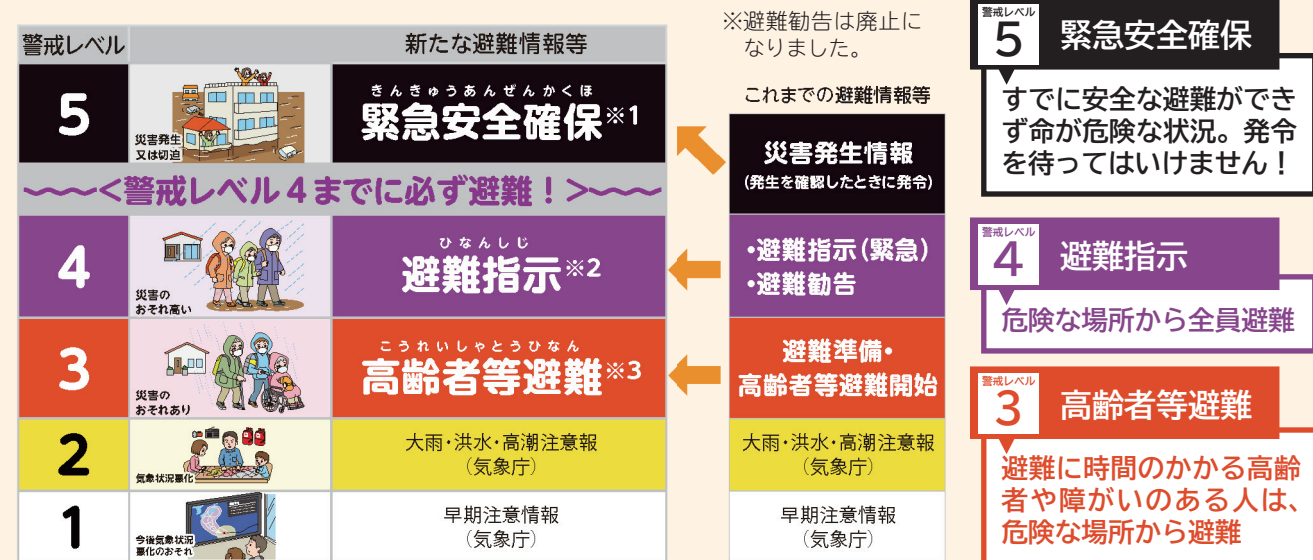 警戒レベル
新たな避難情報等
5
災害発生
又は切迫
きんきゅうあんぜんかくほ
緊急安全確保※1
〜〜〜<警戒レベル4までに必ず避難！>〜〜〜
4
災害の
おそれ高い
ひなんしじ
避難指示※2
3
災害の
おそれあり
こうれいしゃとうひなん
高齢者等避難※3
2
気象状況悪化
大雨・洪水・高潮注意報
（気象庁）
1
今後気象状況
悪化のおそれ
早期注意情報
（気象庁）
※避難勧告は廃止に
なりました。
これまでの避難情報等
災害発生情報
(発生を確認したときに発令)
・避難指示（緊急）
・避難勧告
避難準備・
高齢者等避難開始
大雨・洪水・高潮注意報
（気象庁）
早期注意情報
（気象庁）
警戒レベル
5
緊急安全確保
すでに安全な避難ができ
ず命が危険な状況。発令
を待ってはいけません！
警戒レベル
4
避難指示
危険な場所から全員避難
警戒レベル
3
高齢者等避難
避難に時間のかかる高齢
者や障がいのある人は、
危険な場所から避難